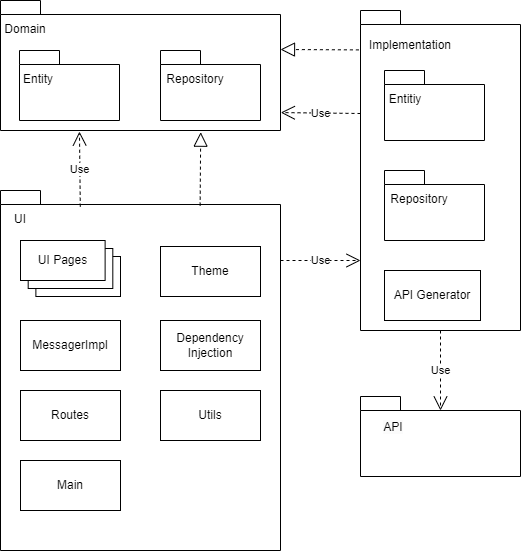 Domain
Entity
Repository
Implementation
Use
Entitiy
Use
UI
Repository
UI Pages
Theme
Use
API Generator
MessagerImpl
Dependency
Injection
Use
Routes
Utils
API
Main